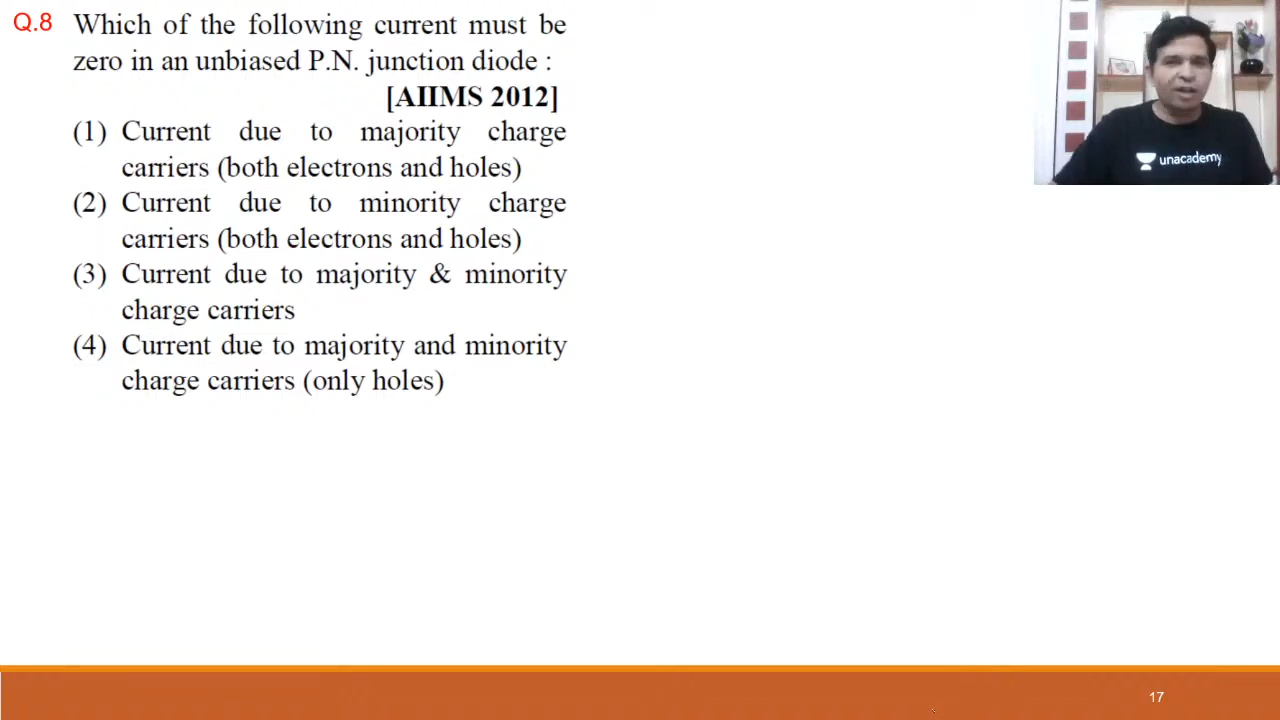 Q.8 Which of the following current must be
zero in an unbiased P.N. junction diode :
[AIIMS 2012]
(1) Current due to majority charge
carriers (both electrons and holes)
(2) Current due to minority charge
carriers (both electrons and holes)
(3) Current due to majority & minority
charge carriers
(4) Current due to majority and minority
charge carriers (only holes)
unacademy
17